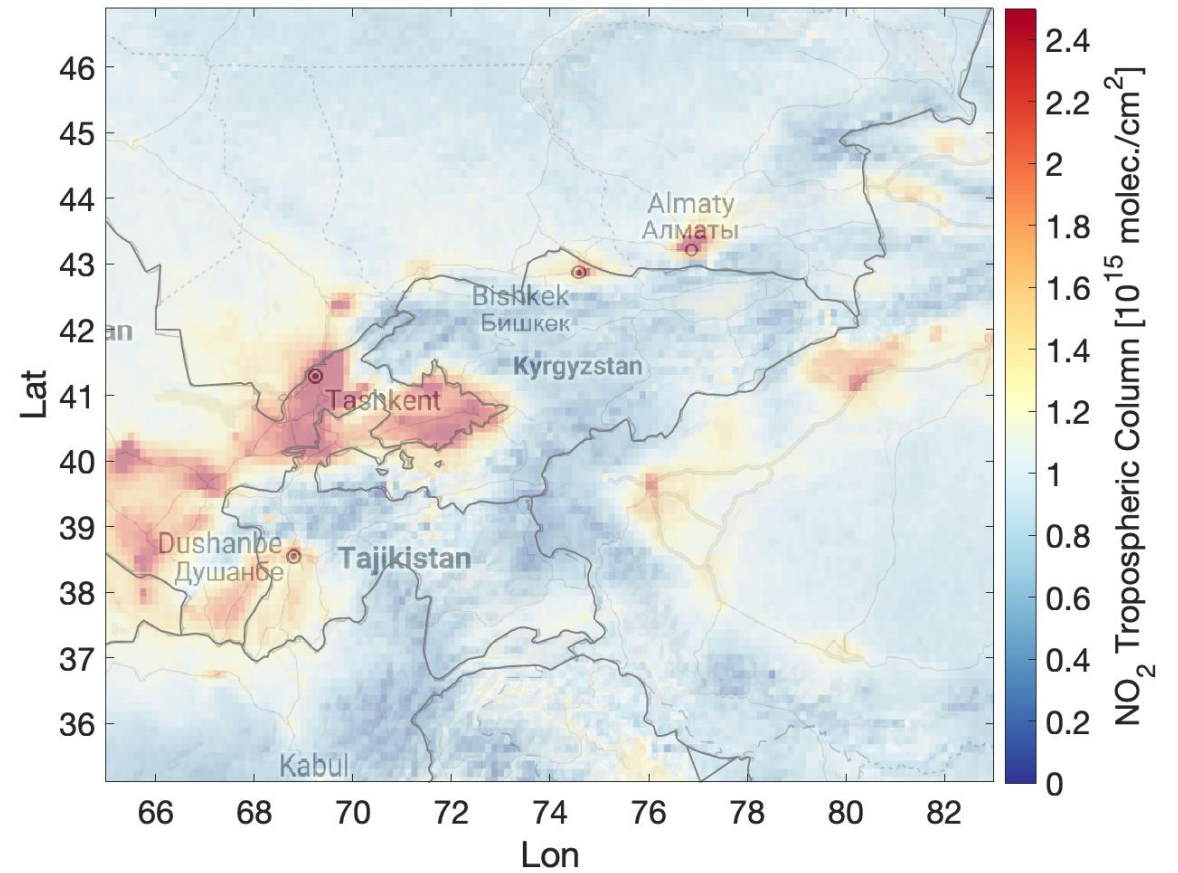 46
45
44
43
42
41
40
39
38
37
36
Lat
66
68
70
72
74
76
78
80
82
Lon
Almaty
Алматы
Bishkek
Бишкек
an
Kyrgyzstan
Tashkent
Dushanbe
Душанбе
Tajikistan
Kabul
2.4
2.2
2
1.8
1.6
1.4
1.2
1
0.8
0.6
0.4
0.2
0
NO2 Tropospheric Column [10^15 molec./cm^2]